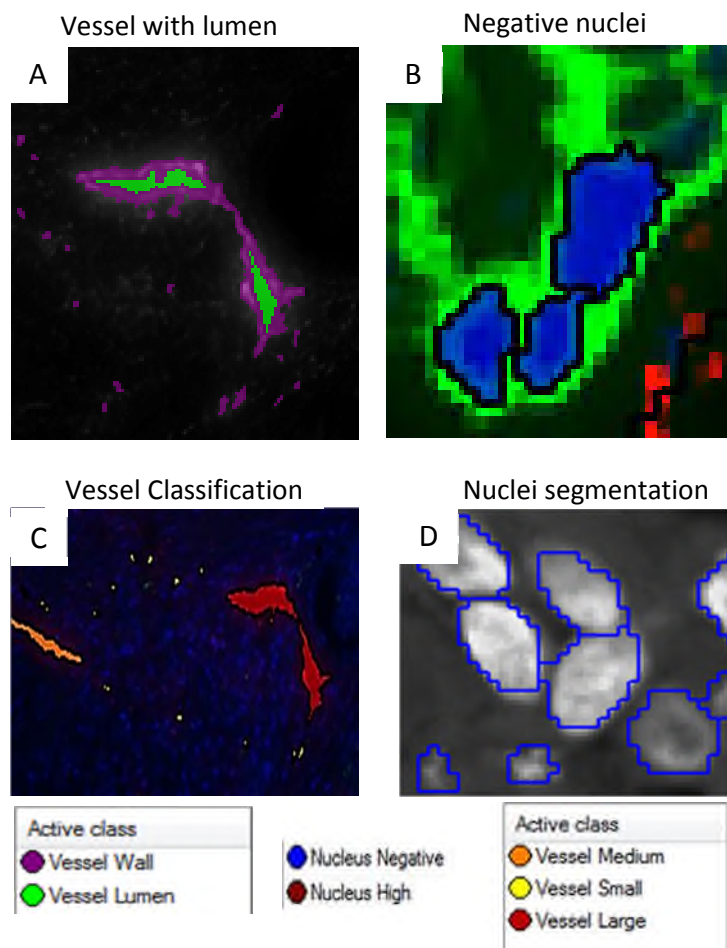 Vessel with lumen
Negative nuclei
A
B
Vessel Classification
Nuclei segmentation
C
D
Active class
Vessel Wall
Vessel Lumen
Nucleus Negative
Nucleus High
Active class
Vessel Medium
Vessel Small
Vessel Large